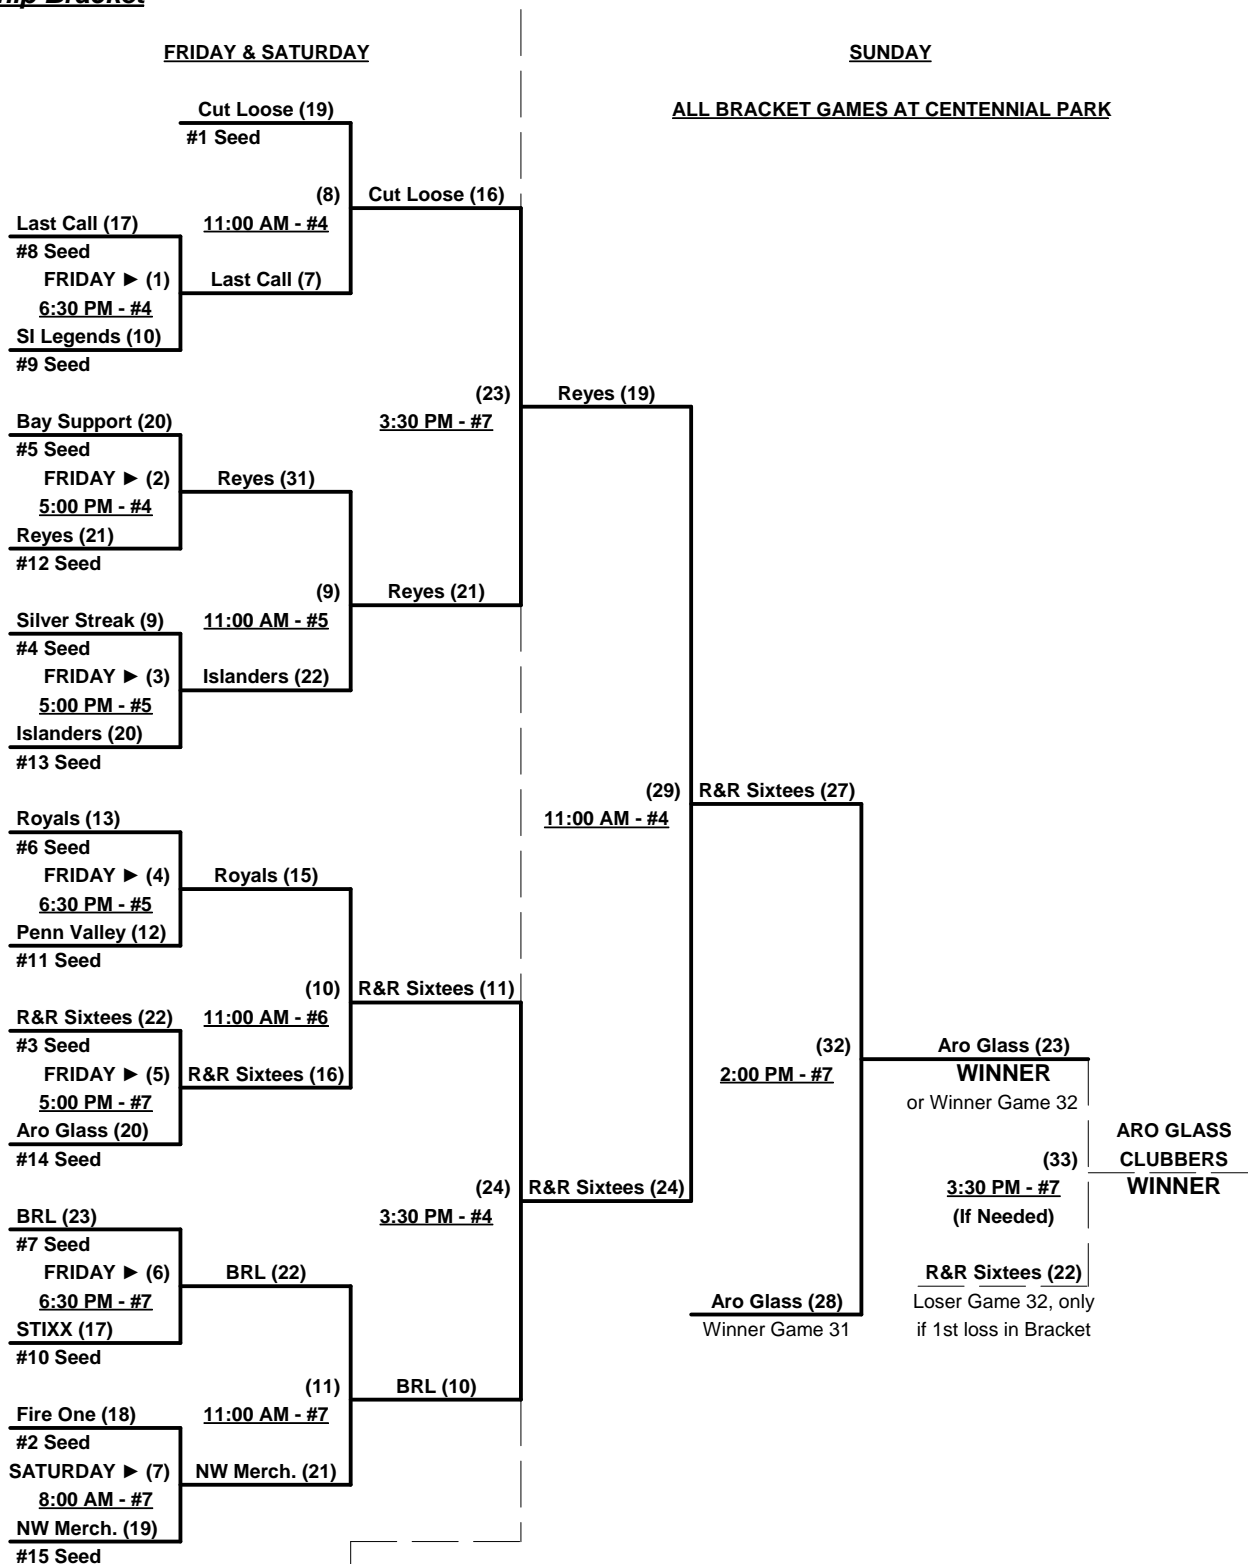 hip Bracket
FRIDAY & SATURDAY
SUNDAY
ALL BRACKET GAMES AT CENTENNIAL PARK
Cut Loose (19)
#1 Seed
(8)
11:00 AM - #4
Cut Loose (16)
Last Call (17)
#8 Seed
FRIDAY ► (1)
6:30 PM - #4
Last Call (7)
SI Legends (10)
#9 Seed
(23)
3:30 PM - #7
Reyes (19)
Bay Support (20)
#5 Seed
FRIDAY ► (2)
5:00 PM - #4
Reyes (31)
Reyes (21)
#12 Seed
(9)
11:00 AM - #5
Reyes (21)
Silver Streak (9)
#4 Seed
FRIDAY ► (3)
5:00 PM - #5
Islanders (22)
Islanders (20)
#13 Seed
(29)
11:00 AM - #4
R&R Sixtees (27)
Royals (13)
#6 Seed
FRIDAY ► (4)
6:30 PM - #5
Royals (15)
Penn Valley (12)
#11 Seed
(10)
11:00 AM - #6
R&R Sixtees (11)
R&R Sixtees (22)
#3 Seed
FRIDAY ► (5)
5:00 PM - #7
R&R Sixtees (16)
Aro Glass (20)
#14 Seed
(32)
2:00 PM - #7
Aro Glass (23)
WINNER
or Winner Game 32
(33)
3:30 PM - #7
(If Needed)
ARO GLASS
CLUBBERS
WINNER
(24)
3:30 PM - #4
R&R Sixtees (24)
BRL (23)
#7 Seed
FRIDAY ► (6)
6:30 PM - #7
BRL (22)
STIXX (17)
#10 Seed
Aro Glass (28)
Winner Game 31
R&R Sixtees (22)
Loser Game 32, only
if 1st loss in Bracket
(11)
11:00 AM - #7
BRL (10)
Fire One (18)
#2 Seed
SATURDAY ► (7)
8:00 AM - #7
NW Merch. (21)
NW Merch. (19)
#15 Seed